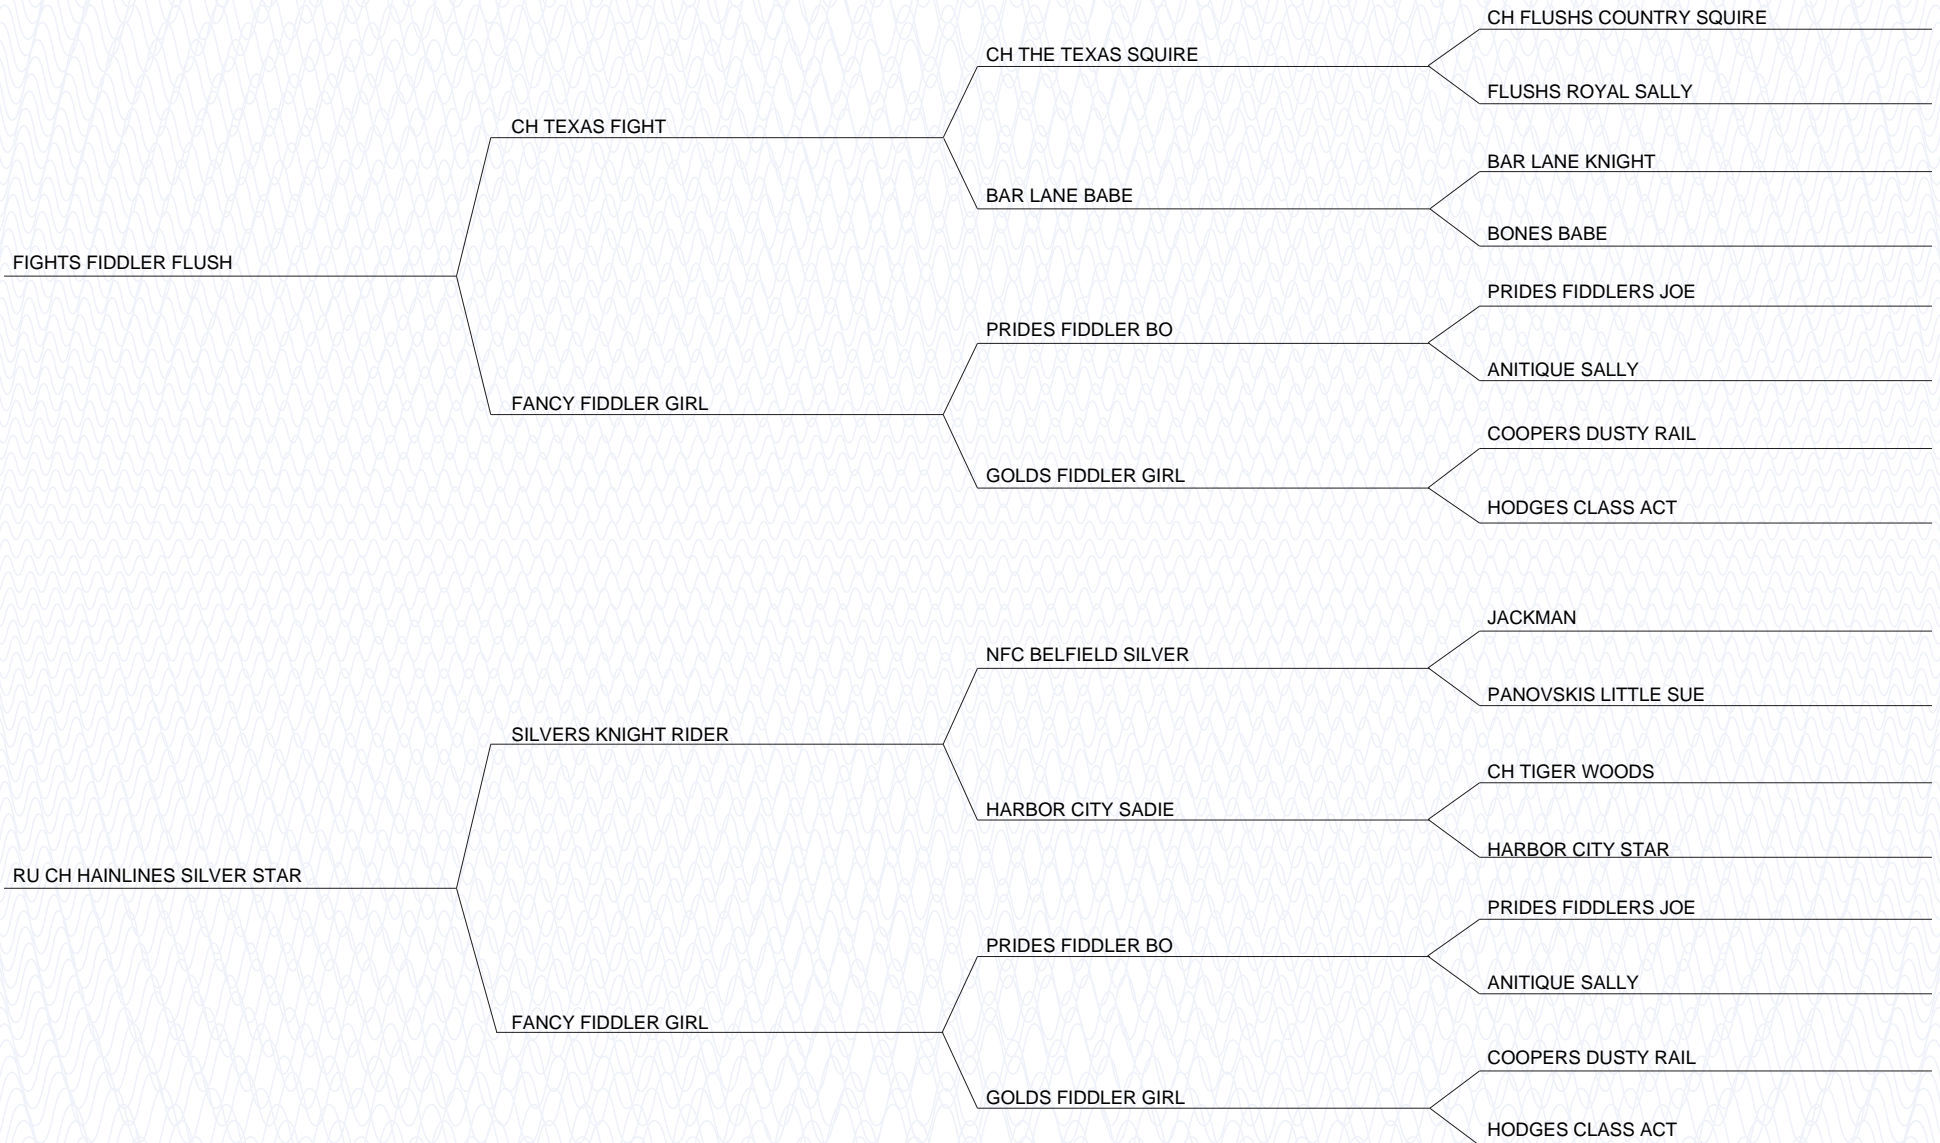 CH FLUSHS COUNTRY SQUIRE
CH THE TEXAS SQUIRE
FLUSHS ROYAL SALLY
CH TEXAS FIGHT
BAR LANE KNIGHT
BAR LANE BABE
BONES BABE
FIGHTS FIDDLER FLUSH
PRIDES FIDDLERS JOE
PRIDES FIDDLER BO
ANITIQUE SALLY
FANCY FIDDLER GIRL
COOPERS DUSTY RAIL
GOLDS FIDDLER GIRL
HODGES CLASS ACT
JACKMAN
NFC BELFIELD SILVER
PANOVSKIS LITTLE SUE
SILVERS KNIGHT RIDER
CH TIGER WOODS
HARBOR CITY SADIE
HARBOR CITY STAR
RU CH HAINLINES SILVER STAR
PRIDES FIDDLERS JOE
PRIDES FIDDLER BO
ANITIQUE SALLY
FANCY FIDDLER GIRL
COOPERS DUSTY RAIL
GOLDS FIDDLER GIRL
HODGES CLASS ACT